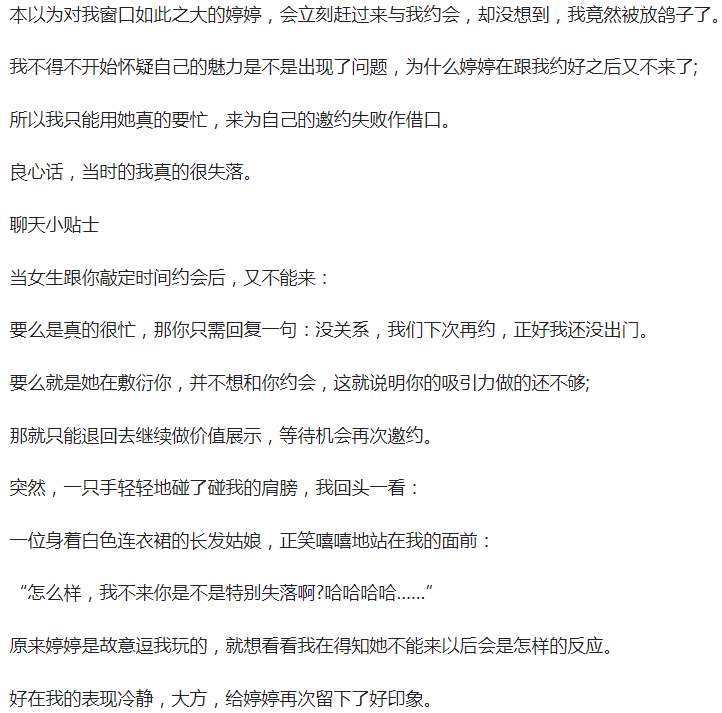 本以为对我窗口如此之大的婷婷，会立刻赶过来与我约会，却没想到，我竟然被放鸽子了。
我不得不开始怀疑自己的魅力是不是出现了问题，为什么婷婷在跟我约好之后又不来了;
所以我只能用她真的要忙，来为自己的邀约失败作借口。
良心话，当时的我真的很失落。
聊天小贴士
当女生跟你敲定时间约会后，又不能来：
要么是真的很忙，那你只需回复一句：没关系，我们下次再约，正好我还没出门。
要么就是她在敷衍你，并不想和你约会，这就说明你的吸引力做的还不够;
那就只能退回去继续做价值展示，等待机会再次邀约。
突然，一只手轻轻地碰了碰我的肩膀，我回头一看：
一位身着白色连衣裙的长发姑娘，正笑嘻嘻地站在我的面前：
“怎么样，我不来你是不是特别失落啊?哈哈哈哈……”
原来婷婷是故意逗我玩的，就想看看我在得知她不能来以后会是怎样的反应。
好在我的表现冷静，大方，给婷婷再次留下了好印象。